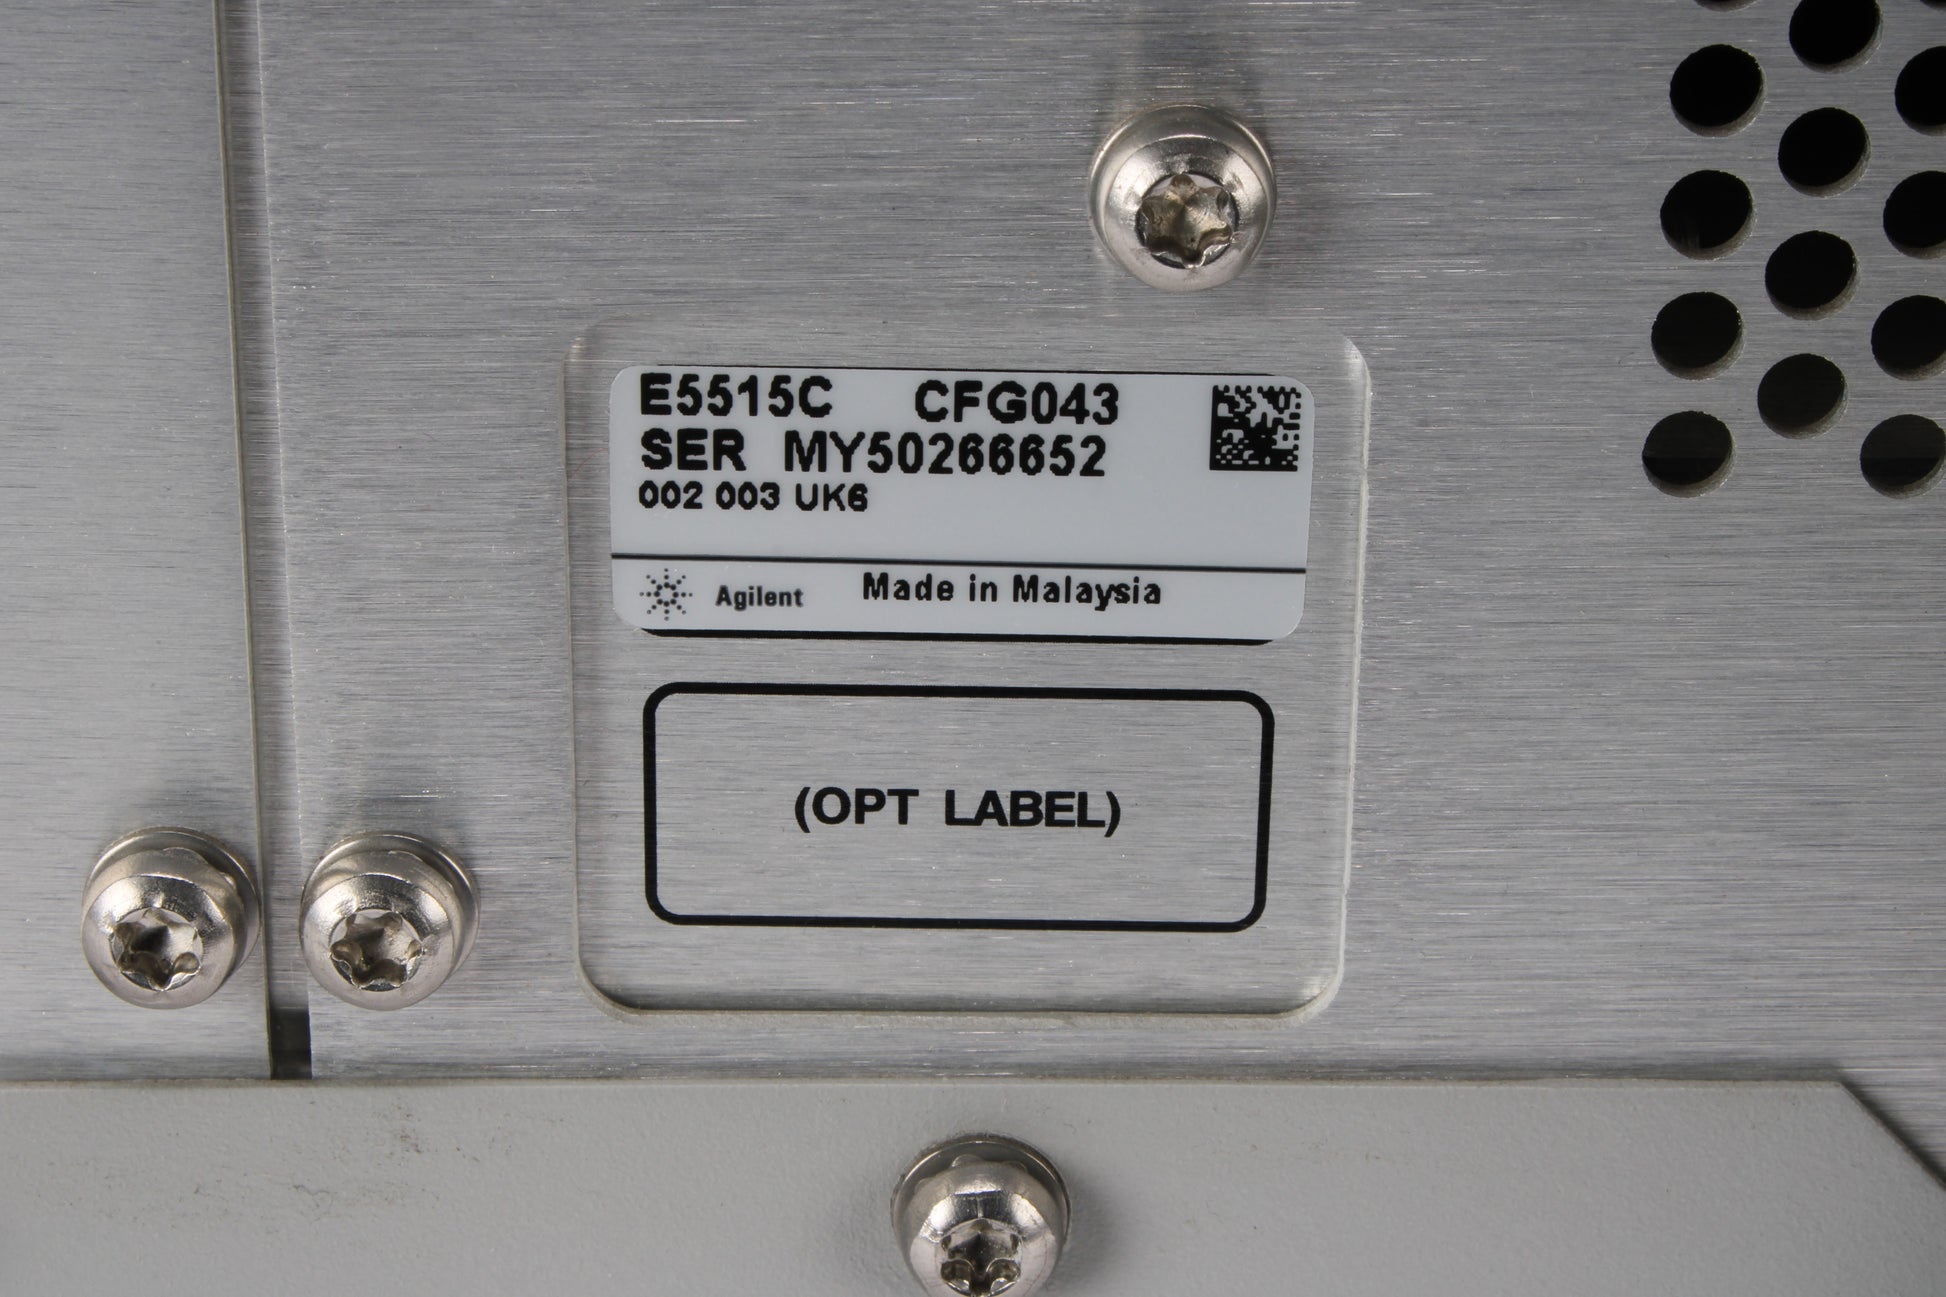 E5515C CFG043
SER MY50266652
002 003 UK6
Agilent Made in Malaysia
(OPT LABEL)